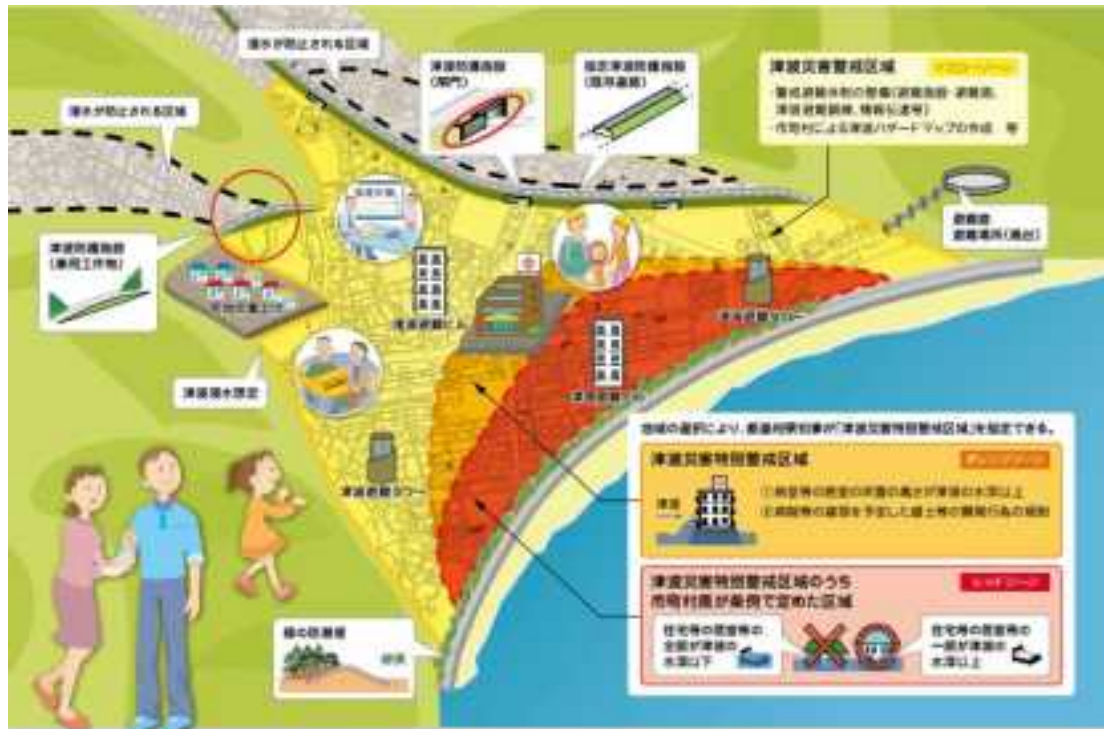 浸水が防止される区域
浸水が防止される区域
津波防護施設
(閘門)
指定津波防護施設
(既存道路)
津波災害警戒区域
イエローゾーン
・警戒避難体制の整備(避難施設・避難路、
津波避難訓練、情報伝達等)
・市町村による津波ハザードマップの作成 等
避難路
避難場所(高台)
津波防護施設
(兼用工作物)
津波避難ビル
津波避難タワー
津波避難ビル
津波浸水想定
津波避難タワー
緑の防潮堤
地域の選択により、都道府県知事が「津波災害特別警戒区域」を指定できる。
津波災害特別警戒区域
オレンジゾーン
津波
①病室等の居室の床面の高さが津波の水深以上
②病院等の建築を予定した盛土等の開発行為の規制
津波災害特別警戒区域のうち
市町村長が条例で定めた区域
レッドゾーン
住宅等の居室等の
全部が津波の
水深以下
住宅等の居室等の
一部が津波の
水深以上